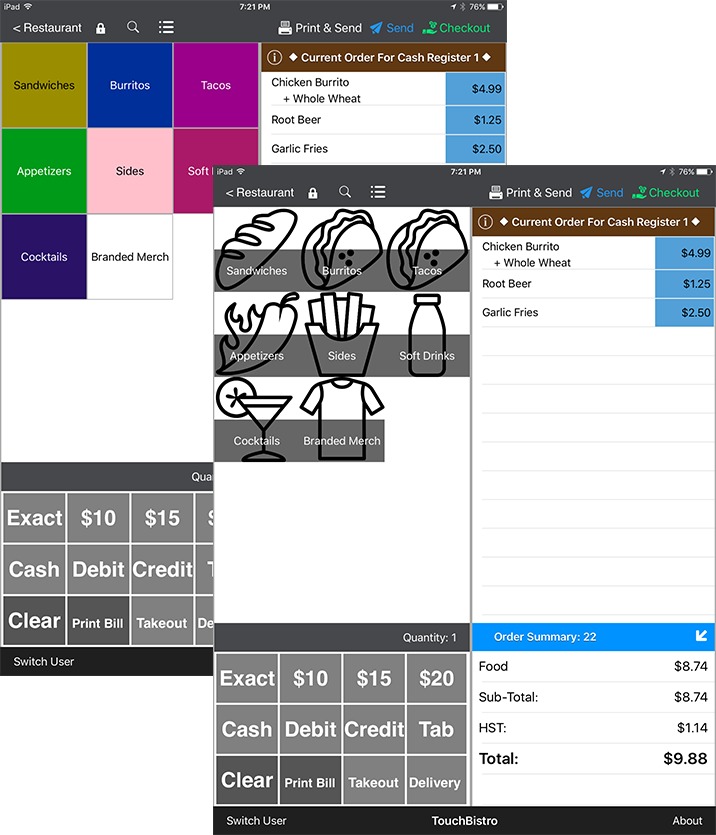 iPad 7:21 PM 76%
< Restaurant Print & Send Send Checkout
Sandwiches Burritos Tacos
Current Order For Cash Register 1
Chicken Burrito $4.99
+ Whole Wheat
Root Beer $1.25
Garlic Fries $2.50
Appetizers Sides Soft
Cocktails Branded Merch
Exact $10 $15
Cash Debit Credit
Clear Print Bill Takeout
Switch User
iPad 7:21 PM 76%
< Restaurant Print & Send Send Checkout
Current Order For Cash Register 1
Chicken Burrito $4.99
+ Whole Wheat
Root Beer $1.25
Garlic Fries $2.50
Sandwiches Burritos Tacos
Appetizers Sides Soft Drinks
Cocktails Branded Merch
Quantity: 1
Exact $10 $15 $20
Cash Debit Credit Tab
Clear Print Bill Takeout Delivery
Order Summary: 22
Food $8.74
Sub-Total: $8.74
HST: $1.14
Total: $9.88
Switch User TouchBistro About